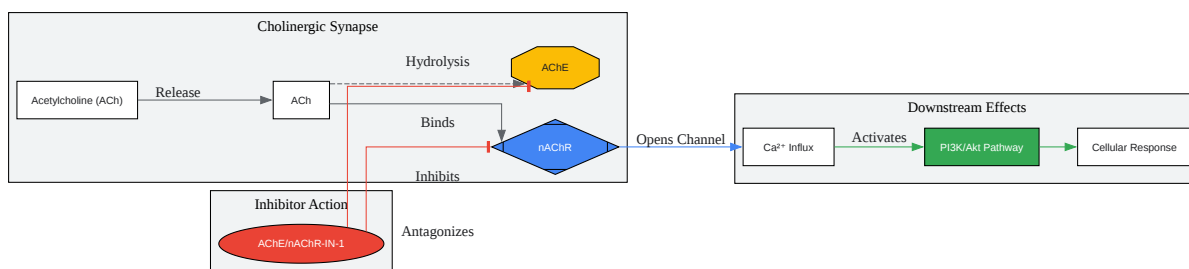 Cholinergic Synapse
Hydrolysis
AChE
Acetylcholine (ACh)
Release
ACh
Binds
nAChR
Inhibits
Opens Channel
Downstream Effects
Ca²⁺ Influx
Activates
PI3K/Akt Pathway
Cellular Response
Inhibitor Action
Antagonizes
AChE/nAChR-IN-1